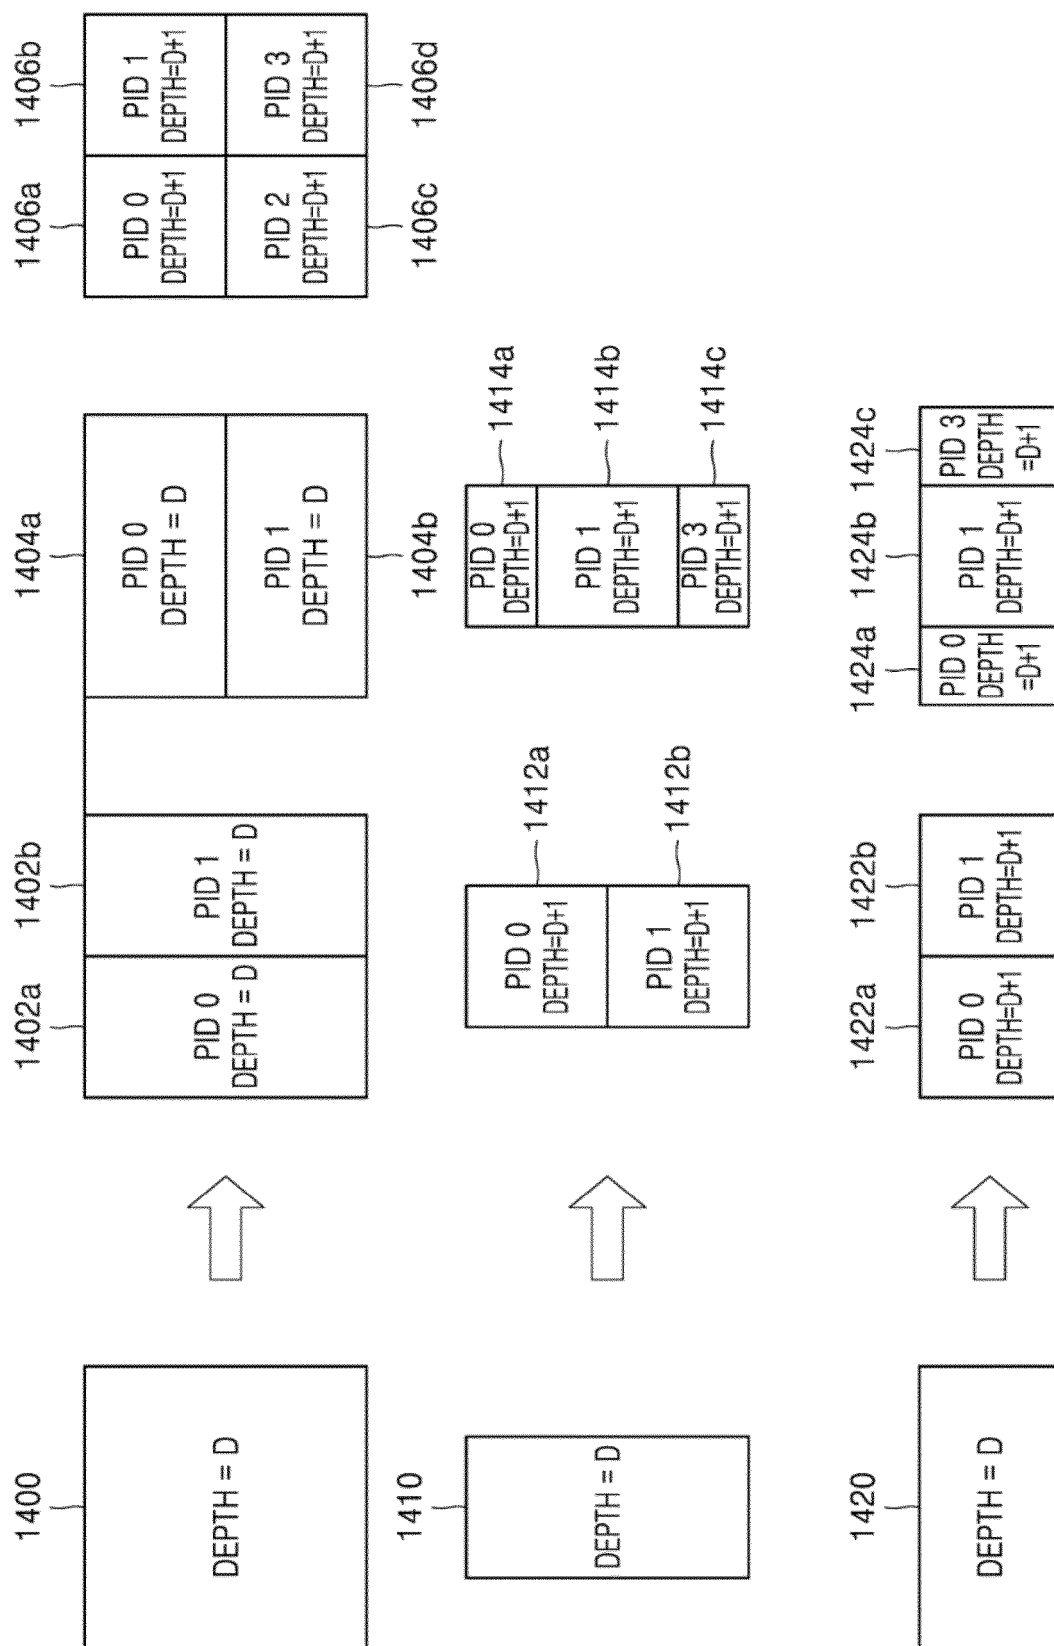 1400
DEPTH = D
1402a
1402b
PID 0
DEPTH = D
PID 1
DEPTH = D
1404a
PID 0
DEPTH = D
PID 1
DEPTH = D
1404b
1406a
1406b
PID 0
DEPTH=D+1
PID 1
DEPTH=D+1
PID 2
DEPTH=D+1
PID 3
DEPTH=D+1
1406c
1406d
1410
DEPTH = D
PID 0
DEPTH=D+1
1412a
PID 1
DEPTH=D+1
1412b
PID 0
DEPTH=D+1
1414a
PID 1
DEPTH=D+1
1414b
PID 3
DEPTH=D+1
1414c
1420
DEPTH = D
1422a
1422b
PID 0
DEPTH=D+1
PID 1
DEPTH=D+1
1424a
1424b
1424c
PID 0
DEPTH
=D+1
PID 1
DEPTH=D+1
PID 3
DEPTH
=D+1